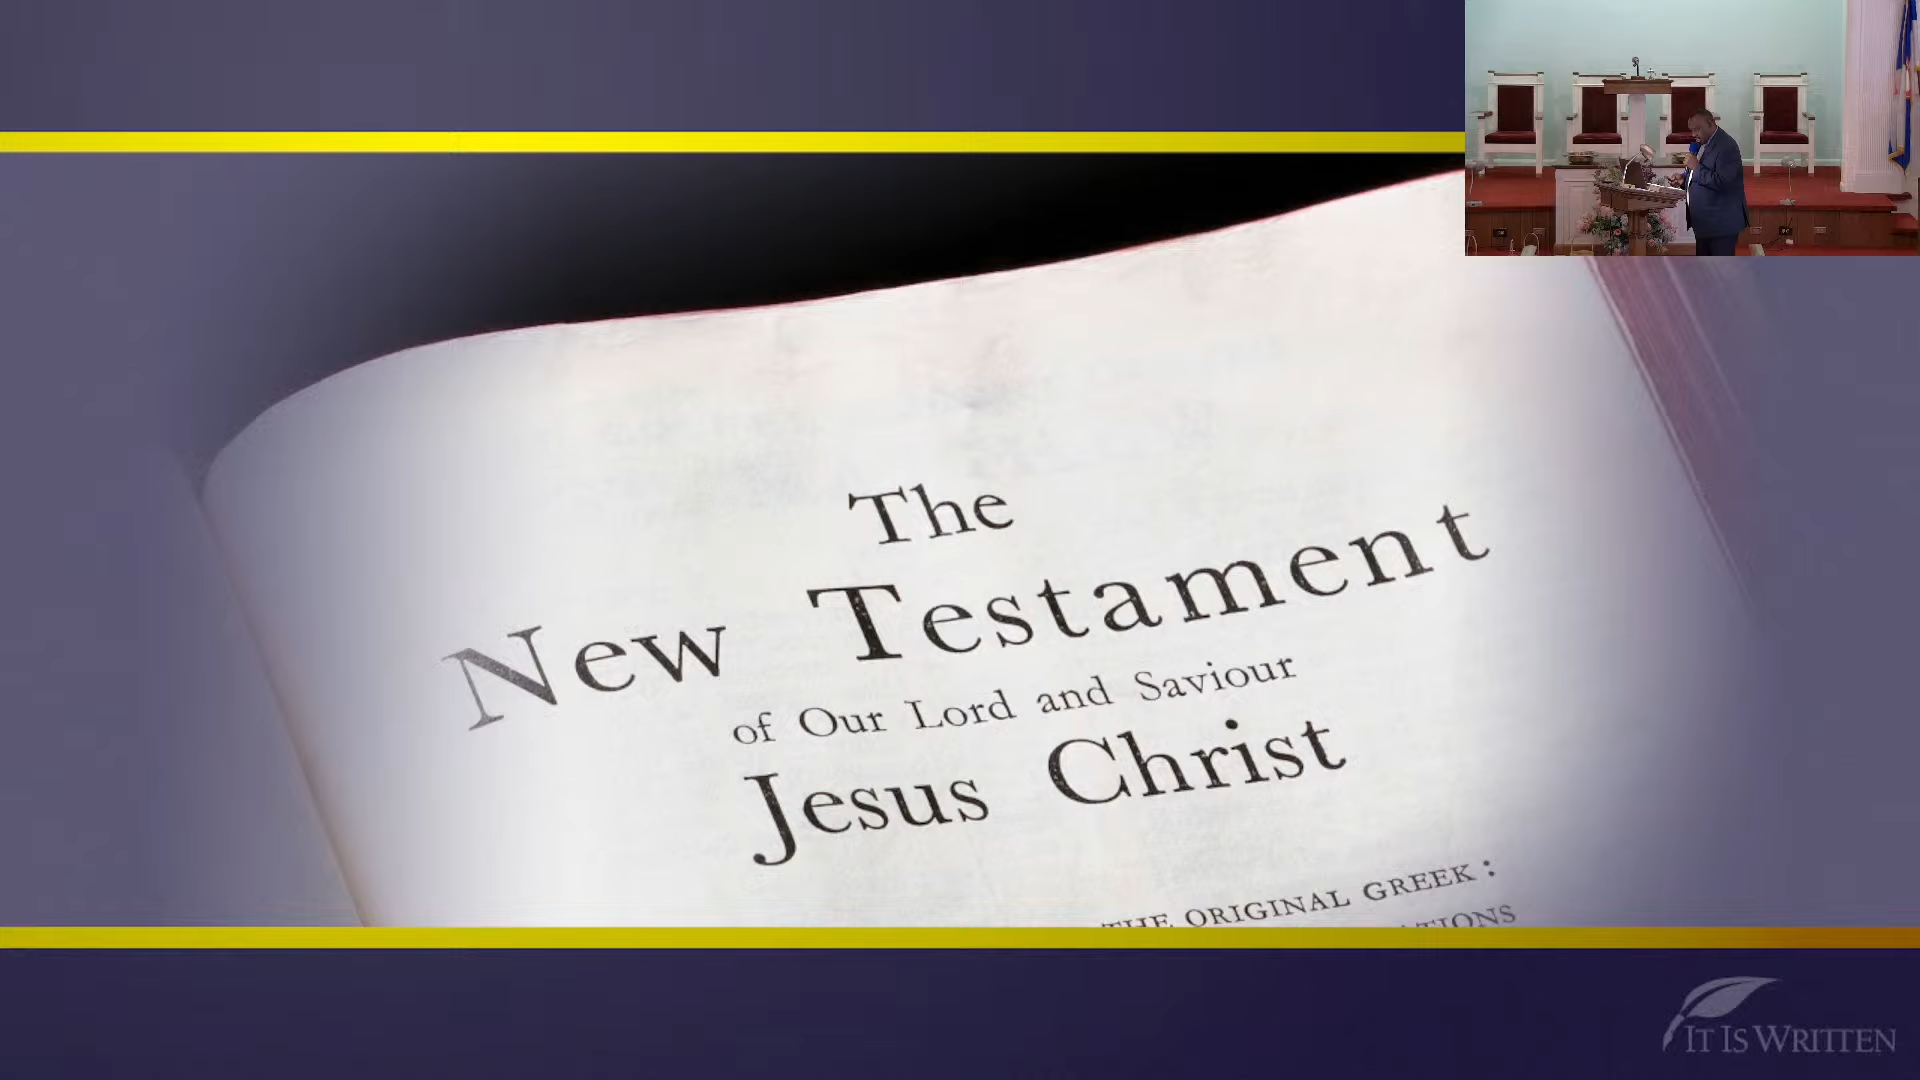 The
New Testament
of Our Lord and Saviour
Jesus Christ
THE ORIGINAL GREEK:
IT IS WRITTEN